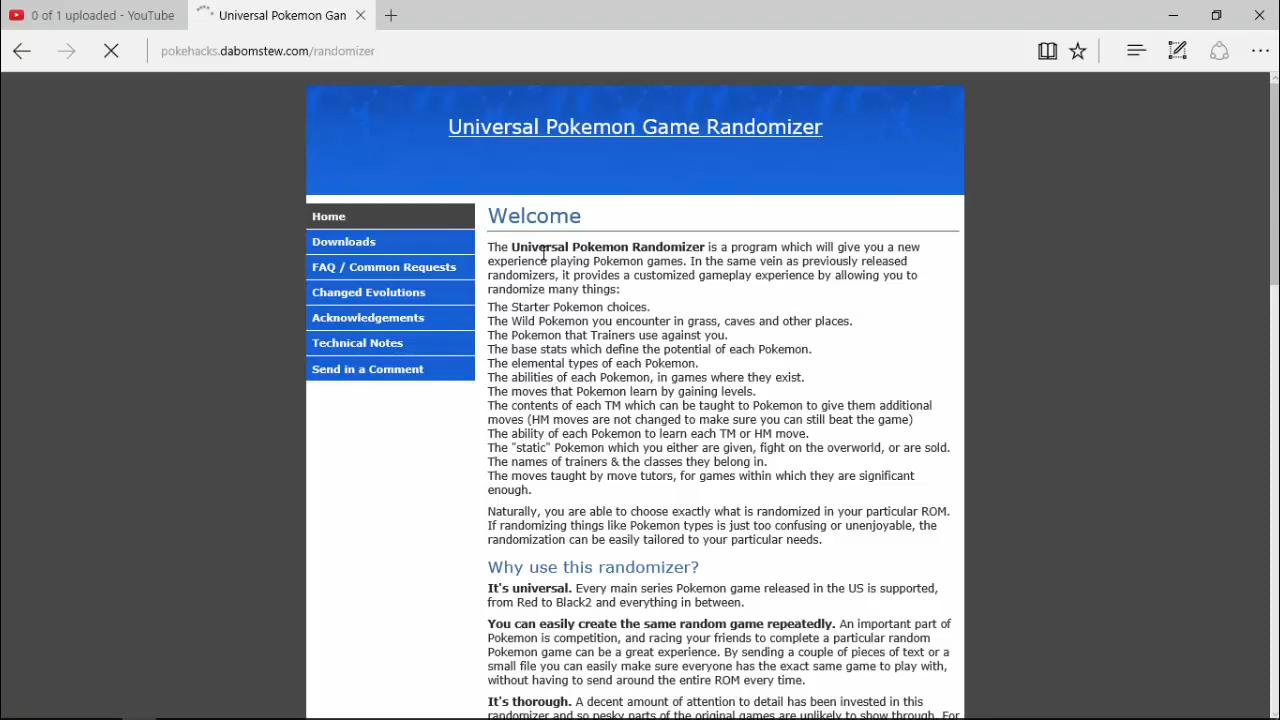 0 of 1 uploaded - YouTube
Universal Pokemon Gan
pokehacks.dabomstew.com/randomizer
Universal Pokemon Game Randomizer
Home
Downloads
FAQ / Common Requests
Changed Evolutions
Acknowledgements
Technical Notes
Send in a Comment
Welcome
The Universal Pokemon Randomizer is a program which will give you a new
experience playing Pokemon games. In the same vein as previously released
randomizers, it provides a customized gameplay experience by allowing you to
randomize many things:
The Starter Pokemon choices.
The Wild Pokemon you encounter in grass, caves and other places.
The Pokemon that Trainers use against you.
The base stats which define the potential of each Pokemon.
The elemental types of each Pokemon.
The abilities of each Pokemon, in games where they exist.
The moves that Pokemon learn by gaining levels.
The contents of each TM which can be taught to Pokemon to give them additional
moves (HM moves are not changed to make sure you can still beat the game)
The ability of each Pokemon to learn each TM or HM move.
The "static" Pokemon which you either are given, fight on the overworld, or are sold.
The names of trainers & the classes they belong in.
The moves taught by move tutors, for games within which they are significant
enough.
Naturally, you are able to choose exactly what is randomized in your particular ROM.
If randomizing things like Pokemon types is just too confusing or unenjoyable, the
randomization can be easily tailored to your particular needs.
Why use this randomizer?
It's universal. Every main series Pokemon game released in the US is supported,
from Red to Black2 and everything in between.
You can easily create the same random game repeatedly. An important part of
Pokemon is competition, and racing your friends to complete a particular random
Pokemon game can be a great experience. By sending a couple of pieces of text or a
small file you can easily make sure everyone has the exact same game to play with,
without having to send around the entire ROM every time.
It's thorough. A decent amount of attention to detail has been invested in this
randomizer and so pesky parts of the original games are unlikely to show through. For